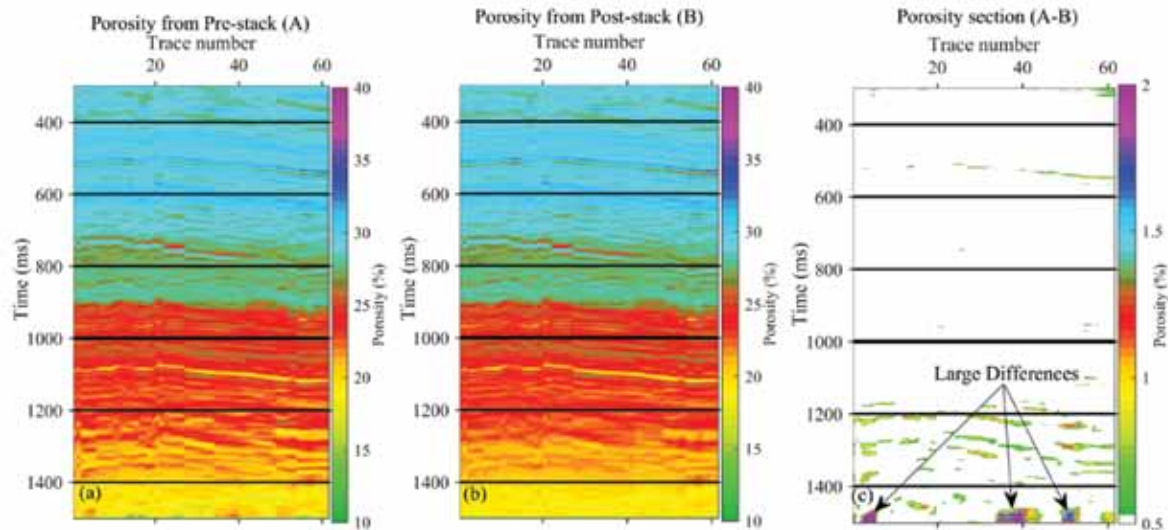 Porosity from Pre-stack (A)
Trace number
20 40 60
400
600
800
1000
1200
1400
Time (ms)
(a)
40
35
30
25
20
15
10
Porosity (%)
Porosity from Post-stack (B)
Trace number
20 40 60
400
600
800
1000
1200
1400
Time (ms)
(b)
40
35
30
25
20
15
10
Porosity (%)
Porosity section (A-B)
Trace number
20 40 60
400
600
800
1000
1200
1400
Time (ms)
Large Differences
(c)
2
1.5
1
0.5
Porosity (%)